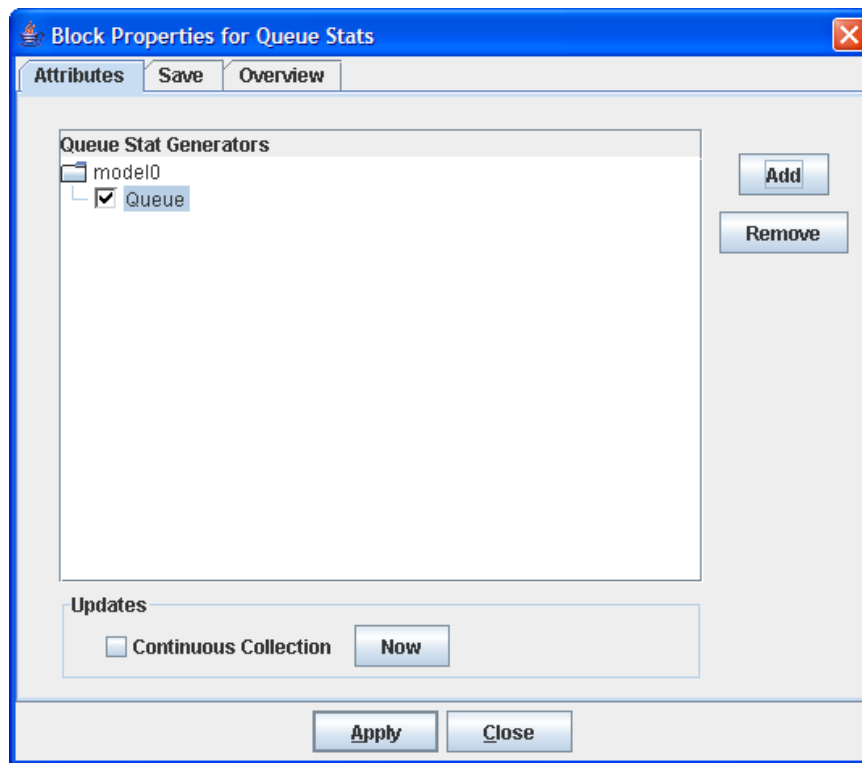 Block Properties for Queue Stats
Attributes Save Overview
Queue Stat Generators
model0
Queue
Add
Remove
Updates
Continuous Collection Now
Apply Close